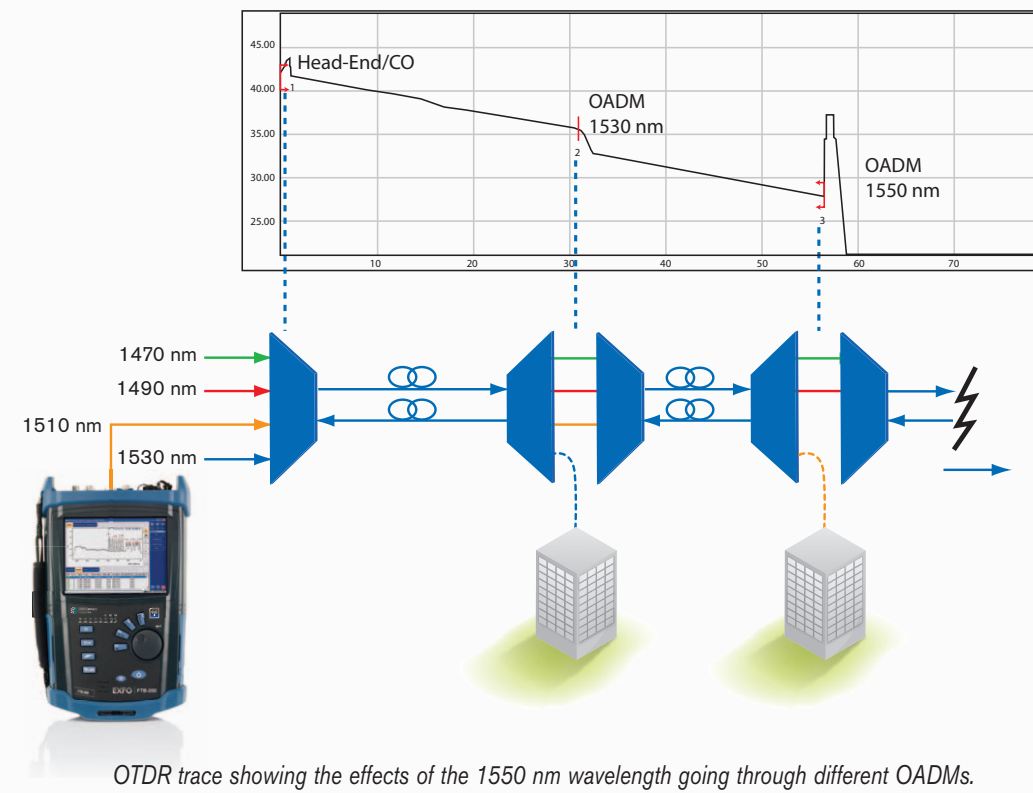 45.00
Head-End/CO
40.00
1
OADM
1530 nm
35.00
2
OADM
1550 nm
30.00
3
25.00
10
20
30
40
50
60
70
1470 nm
1490 nm
1510 nm
1530 nm
EXFO FTB-200
OTDR trace showing the effects of the 1550 nm wavelength going through different OADMs.